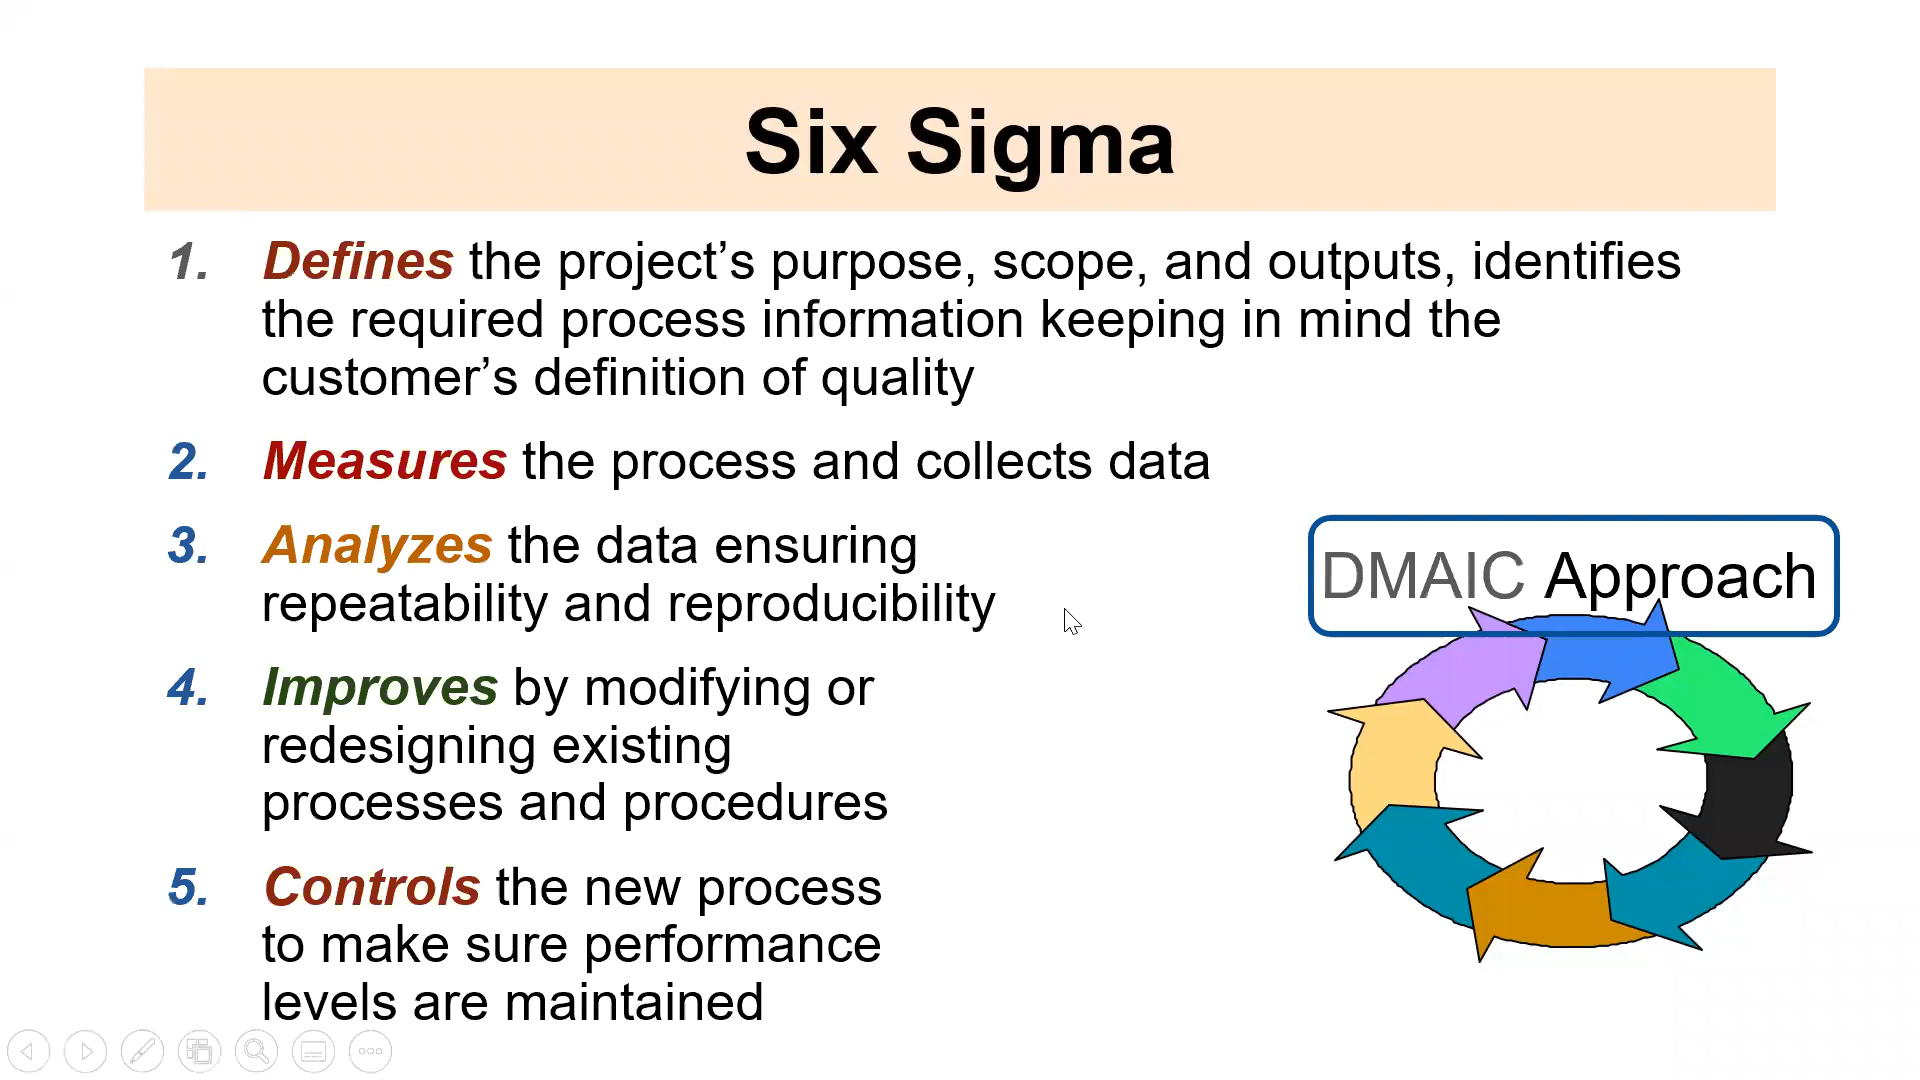 Six Sigma
1. Defines the project’s purpose, scope, and outputs, identifies
the required process information keeping in mind the
customer’s definition of quality
2. Measures the process and collects data
3. Analyzes the data ensuring
repeatability and reproducibility
DMAIC Approach
4. Improves by modifying or
redesigning existing
processes and procedures
5. Controls the new process
to make sure performance
levels are maintained